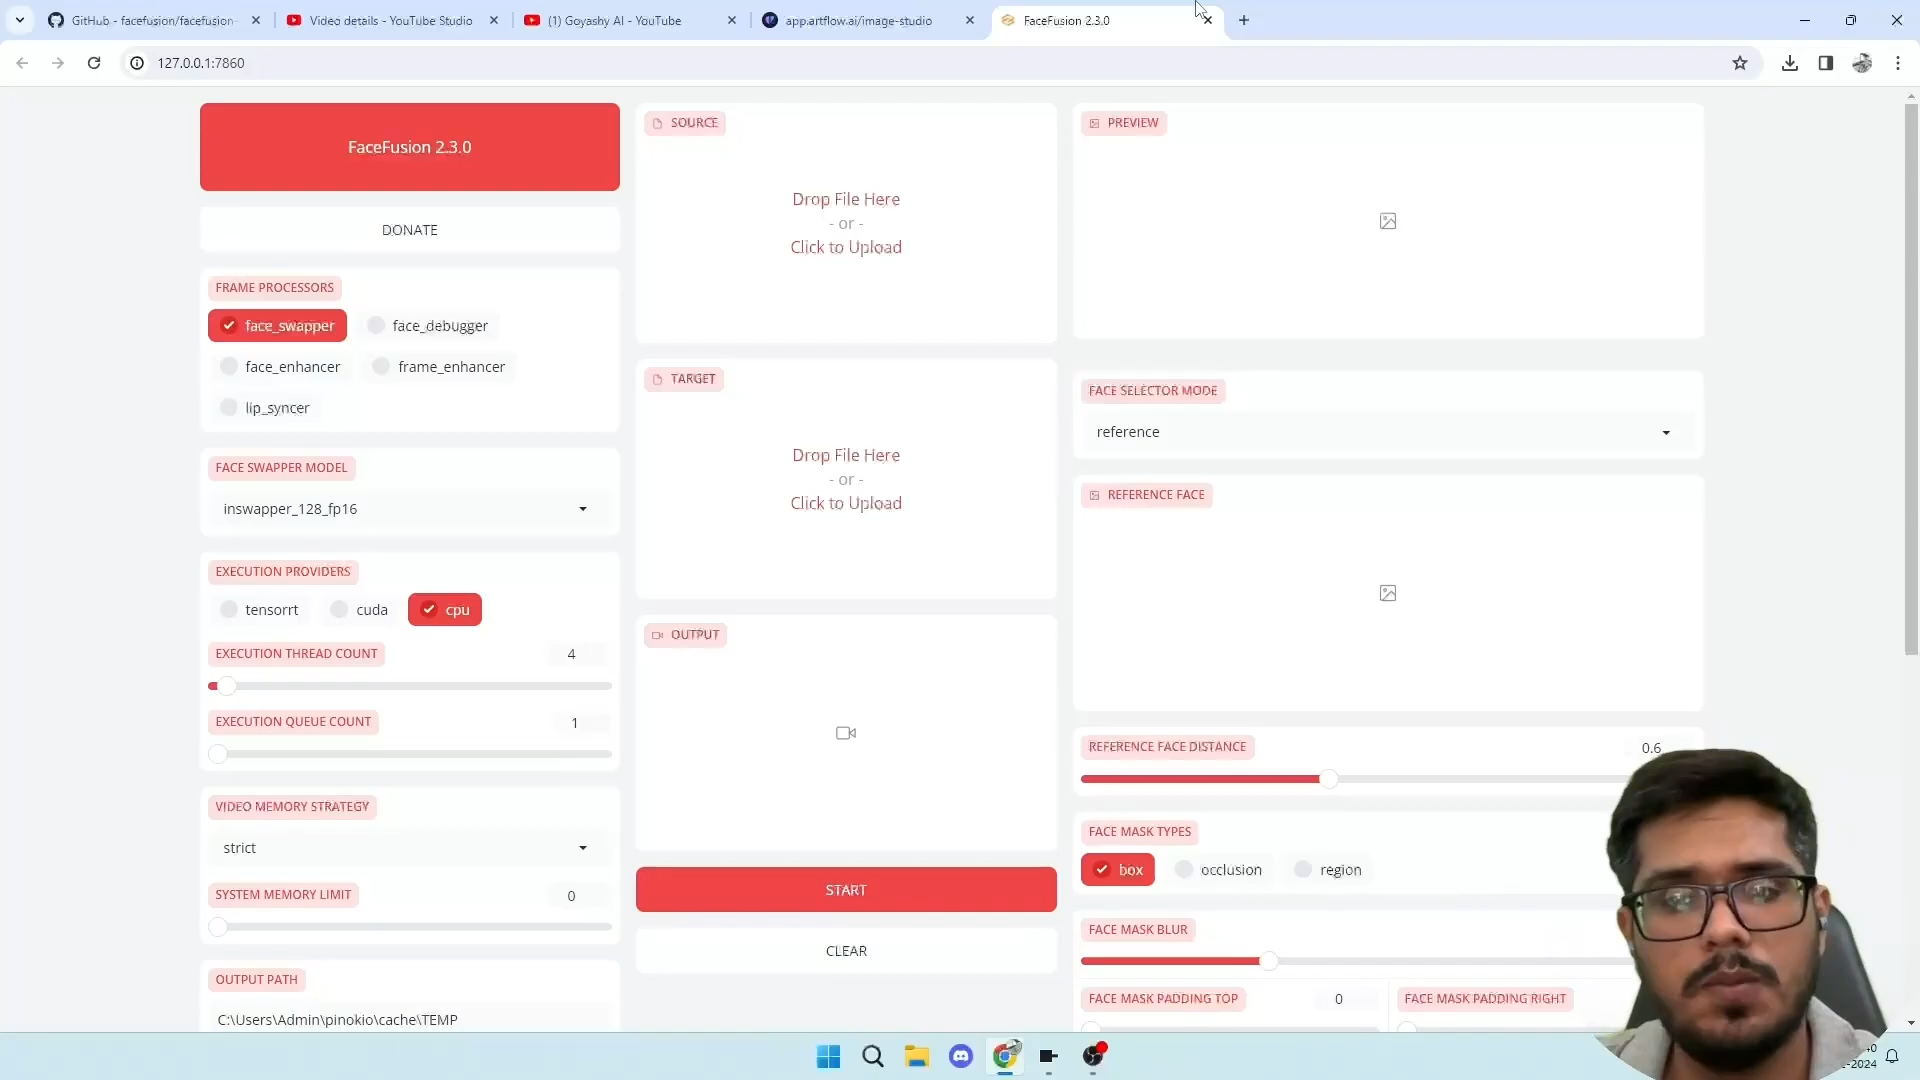 GitHub - facefusion/facefusion
Video details - YouTube Studio
(1) Goyashy AI - YouTube
app.artflow.ai/image-studio
FaceFusion 2.3.0
127.0.0.1:7860
FaceFusion 2.3.0
DONATE
FRAME PROCESSORS
face_swapper
face_debugger
face_enhancer
frame_enhancer
lip_syncer
FACE SWAPPER MODEL
inswapper_128_fp16
EXECUTION PROVIDERS
tensorrt
cuda
cpu
EXECUTION THREAD COUNT
4
EXECUTION QUEUE COUNT
1
VIDEO MEMORY STRATEGY
strict
SYSTEM MEMORY LIMIT
0
OUTPUT PATH
C:\Users\Admin\pinokio\cache\TEMP
SOURCE
Drop File Here
- or -
Click to Upload
TARGET
Drop File Here
- or -
Click to Upload
OUTPUT
START
CLEAR
PREVIEW
FACE SELECTOR MODE
reference
REFERENCE FACE
REFERENCE FACE DISTANCE
0.6
FACE MASK TYPES
box
occlusion
region
FACE MASK BLUR
FACE MASK PADDING TOP
0
FACE MASK PADDING RIGHT